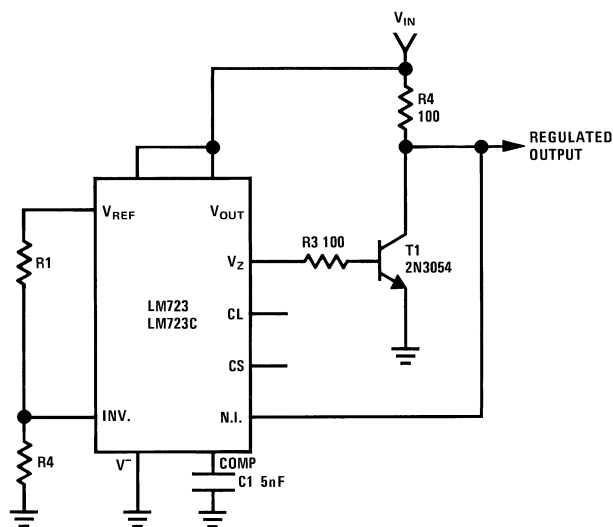 V_IN
R4
100
REGULATED
OUTPUT
V_REF
V_OUT
R3 100
T1
2N3054
R1
V_Z
LM723
LM723C
CL
CS
INV.
N.I.
R4
V⁻
COMP
C1 5nF